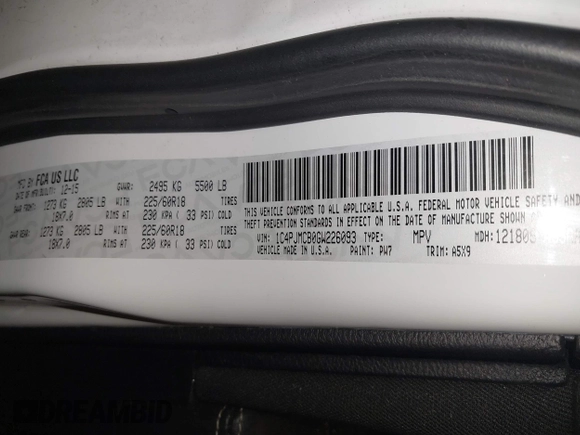 MFD BY FCA US LLC
DATE OF MFR 12-15 GVWR: 2495 KG 5500 LB
GAWR FRONT: 1273 KG 2805 LB WITH 225/60R18 TIRES
18X7.0 RIMS AT 230 KPA ( 33 PSI) COLD
GAWR REAR: 1273 KG 2805 LB WITH 225/60R18 TIRES
18X7.0 RIMS AT 230 KPA ( 33 PSI) COLD
THIS VEHICLE CONFORMS TO ALL APPLICABLE U.S.A. FEDERAL MOTOR VEHICLE SAFETY AND
THEFT PREVENTION STANDARDS IN EFFECT ON THE DATE OF MANUFACTURE SHOWN
VIN: 1C4PJMCB0GW226093 TYPE: MPV MDH: 121805
VEHICLE MADE IN U.S.A. PAINT: PW7 TRIM: A5X9
DREAMBID